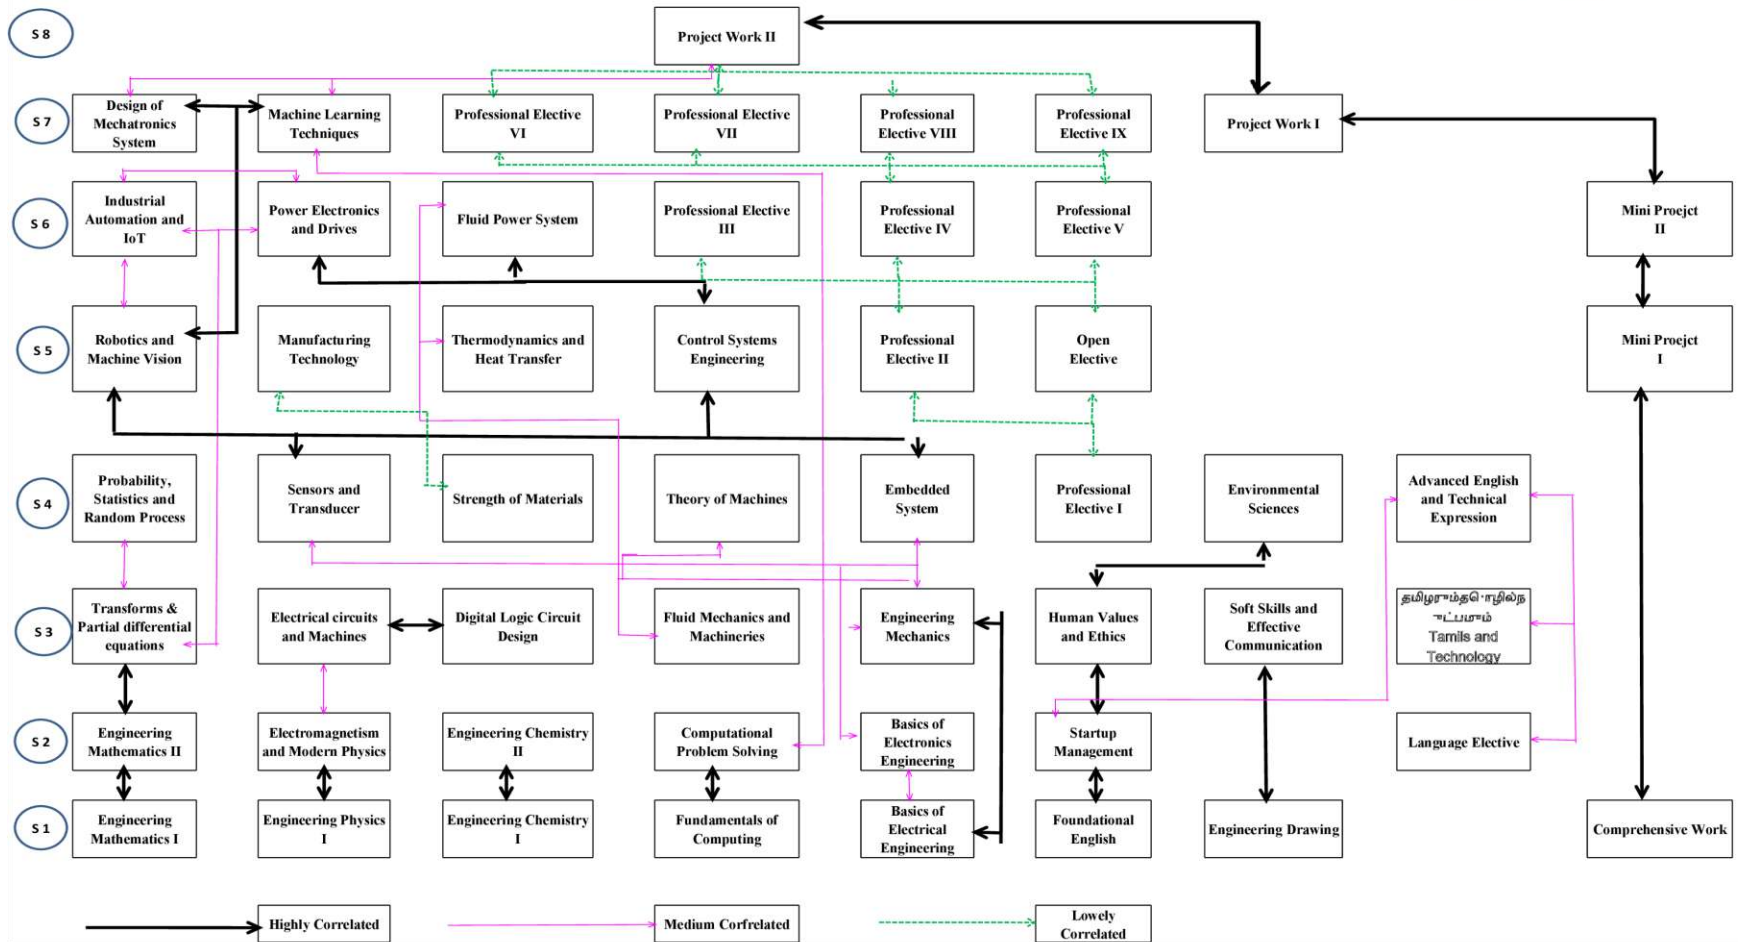 S 8
Project Work II
S 7
Design of
Mechatronics
System
Machine Learning
Techniques
Professional Elective
VI
Professional Elective
VII
Professional
Elective VIII
Professional
Elective IX
Project Work I
S 6
Industrial
Automation and
IoT
Power Electronics
and Drives
Fluid Power System
Professional Elective
III
Professional
Elective IV
Professional
Elective V
Mini Proejct
II
S 5
Robotics and
Machine Vision
Manufacturing
Technology
Thermodynamics and
Heat Transfer
Control Systems
Engineering
Professional
Elective II
Open
Elective
Mini Proejct
I
S 4
Probability,
Statistics and
Random Process
Sensors and
Transducer
Strength of Materials
Theory of Machines
Embedded
System
Professional
Elective I
Environmental
Sciences
Advanced English
and Technical
Expression
S 3
Transforms &
Partial differential
equations
Electrical circuits
and Machines
Digital Logic Circuit
Design
Fluid Mechanics and
Machineries
Engineering
Mechanics
Human Values
and Ethics
Soft Skills and
Effective
Communication
Tamils and
Technology
S 2
Engineering
Mathematics II
Electromagnetism
and Modern Physics
Engineering Chemistry
II
Computational
Problem Solving
Basics of
Electronics
Engineering
Startup
Management
Language Elective
S 1
Engineering
Mathematics I
Engineering Physics
I
Engineering Chemistry
I
Fundamentals of
Computing
Basics of
Electrical
Engineering
Foundational
English
Engineering Drawing
Comprehensive Work
Highly Correlated
Medium Corfrelated
Lowely
Correlated